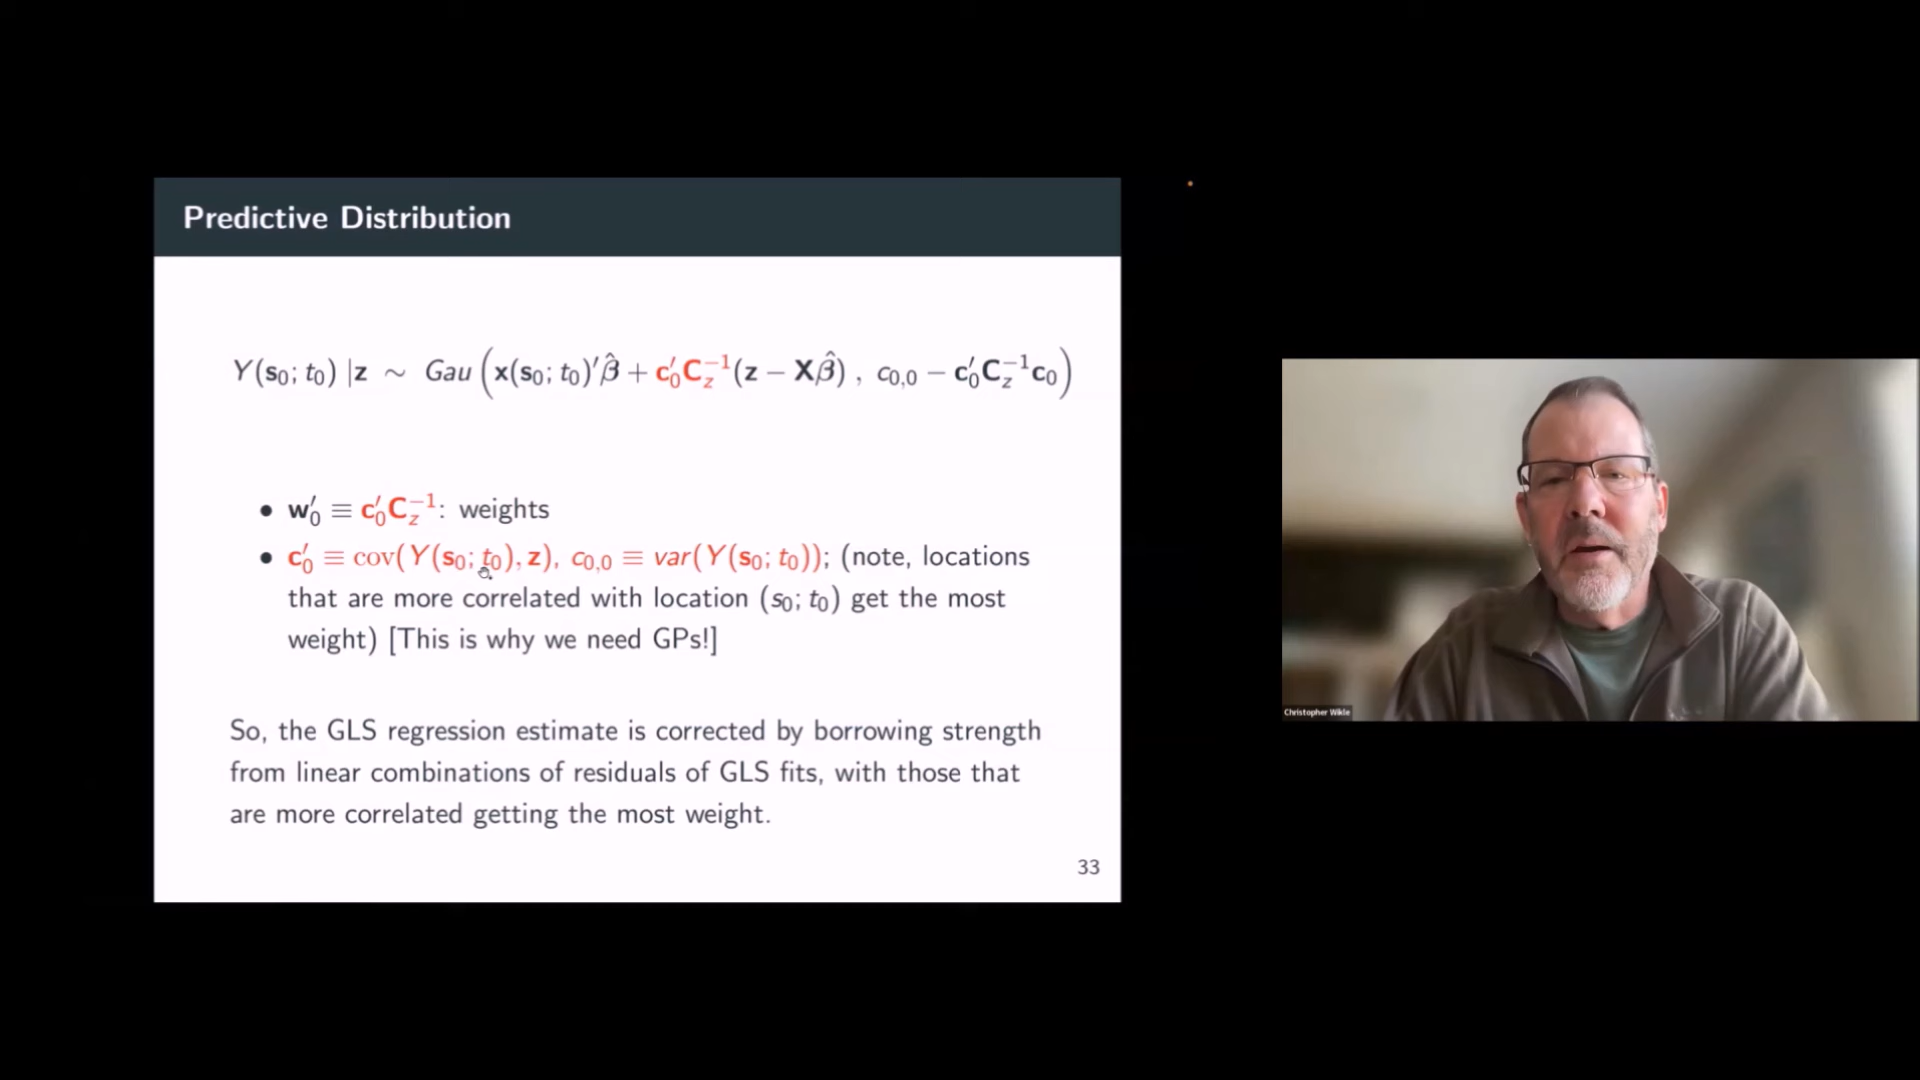 Predictive Distribution
Y(s₀; t₀) |z ∼ Gau (x(s₀; t₀)′β̂ + c′₀C_z⁻¹(z − Xβ̂) , c₀,₀ − c′₀C_z⁻¹c₀)
• w′₀ ≡ c′₀C_z⁻¹: weights
• c′₀ ≡ cov(Y(s₀; t₀), z), c₀,₀ ≡ var(Y(s₀; t₀)); (note, locations
that are more correlated with location (s₀; t₀) get the most
weight) [This is why we need GPs!]
So, the GLS regression estimate is corrected by borrowing strength
from linear combinations of residuals of GLS fits, with those that
are more correlated getting the most weight.
33
Christopher Wikle